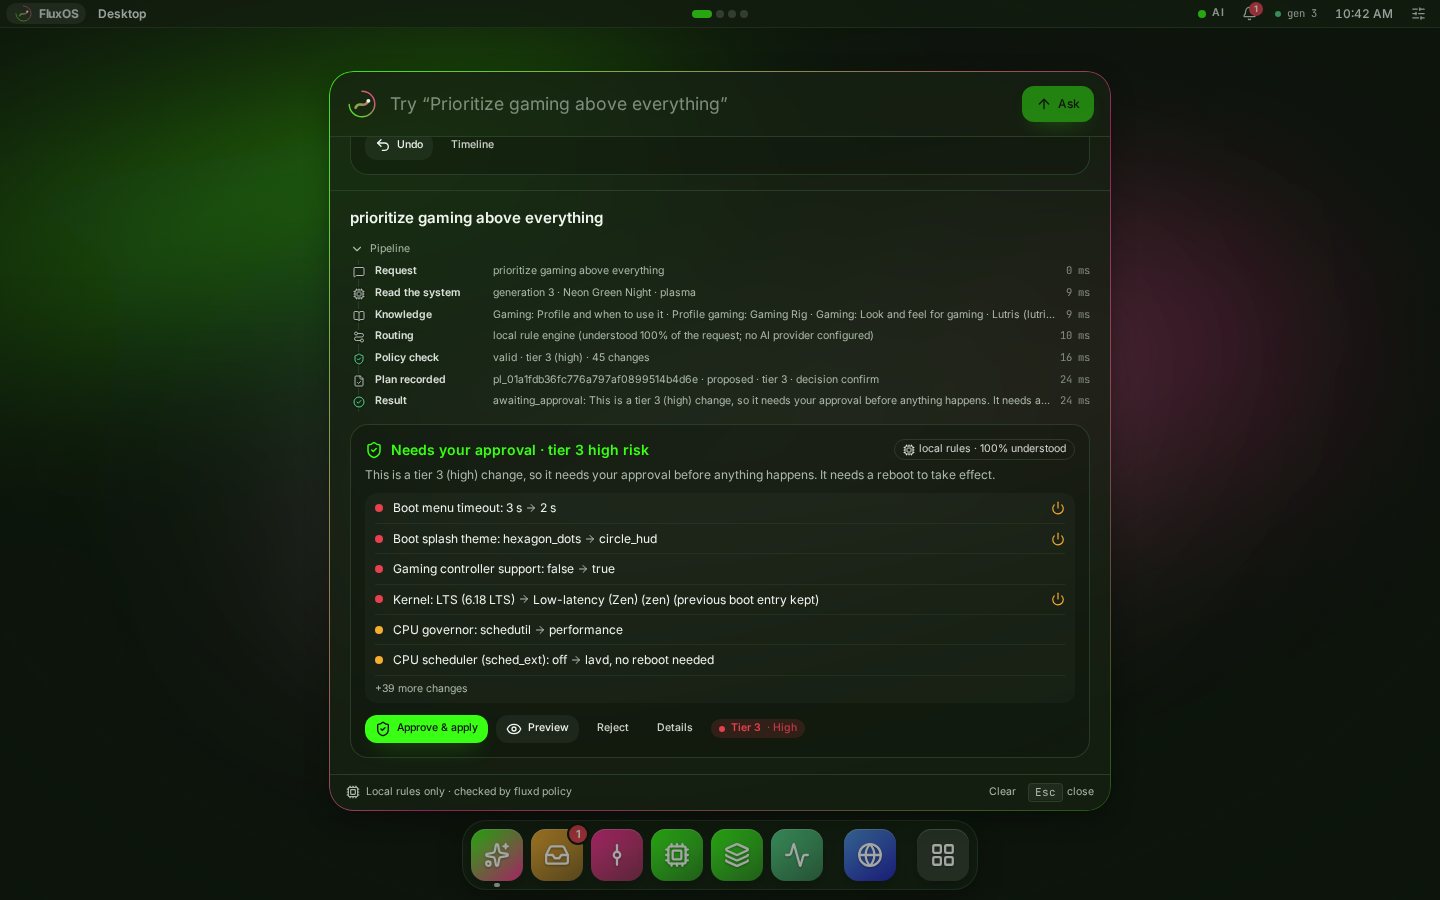 FluxOS Desktop AI 1 gen 3 10:42 AM
Try “Prioritize gaming above everything” Ask
Undo Timeline
prioritize gaming above everything
Pipeline
Request prioritize gaming above everything 0 ms
Read the system generation 3 · Neon Green Night · plasma 9 ms
Knowledge Gaming: Profile and when to use it · Profile gaming: Gaming Rig · Gaming: Look and feel for gaming · Lutris (lutri... 9 ms
Routing local rule engine (understood 100% of the request; no AI provider configured) 10 ms
Policy check valid · tier 3 (high) · 45 changes 16 ms
Plan recorded pl_01a1fdb36fc776a797af0899514b4d6e · proposed · tier 3 · decision confirm 24 ms
Result awaiting_approval: This is a tier 3 (high) change, so it needs your approval before anything happens. It needs a... 24 ms
Needs your approval · tier 3 high risk local rules · 100% understood
This is a tier 3 (high) change, so it needs your approval before anything happens. It needs a reboot to take effect.
Boot menu timeout: 3 s → 2 s
Boot splash theme: hexagon_dots → circle_hud
Gaming controller support: false → true
Kernel: LTS (6.18 LTS) → Low-latency (Zen) (zen) (previous boot entry kept)
CPU governor: schedutil → performance
CPU scheduler (sched_ext): off → lavd, no reboot needed
+39 more changes
Approve & apply Preview Reject Details Tier 3 · High
Local rules only · checked by fluxd policy Clear Esc close
1